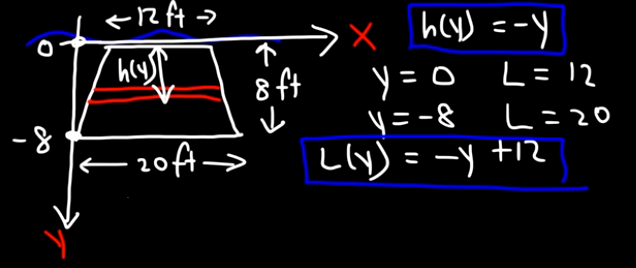 12 ft
0
X
h(y)
8 ft
-8
20 ft
Y
h(y) = -y
y = 0 L = 12
y = -8 L = 20
L(y) = -y + 12